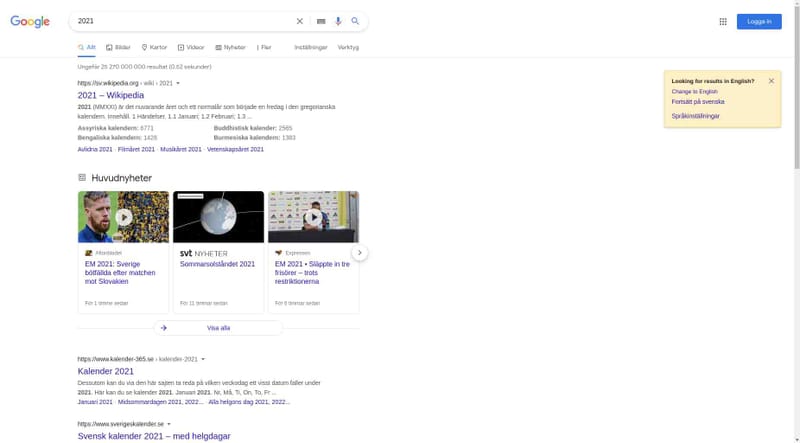 Google
2021
Logga in
Allt
Bilder
Kartor
Videor
Nyheter
Fler
Inställningar
Verktyg
Ungefär 25 270 000 000 resultat (0,62 sekunder)
https://sv.wikipedia.org › wiki › 2021
2021 – Wikipedia
2021 (MMXXI) är det nuvarande året och ett normalår som började en fredag i den gregorianska
kalendern. Innehåll. 1 Händelser. 1.1 Januari; 1.2 Februari; 1.3 ...
Assyriska kalendern: 6771
Buddhistisk kalender: 2565
Bengaliska kalendern: 1428
Burmesiska kalendern: 1383
Avlidna 2021 · Filmåret 2021 · Musikåret 2021 · Vetenskapsåret 2021
Looking for results in English?
Change to English
Fortsätt på svenska
Språkinställningar
Huvudnyheter
Aftonbladet
EM 2021: Sverige
bötfällda efter matchen
mot Slovakien
För 1 timme sedan
svt NYHETER
Sommarsolståndet 2021
För 11 timmar sedan
Expressen
EM 2021 • Släppte in tre
frisörer – trots
restriktionerna
För 6 timmar sedan
Visa alla
https://www.kalender-365.se › kalender-2021
Kalender 2021
Dessutom kan du via den här sajten ta reda på vilken veckodag ett visst datum faller under
2021. Här kan du se kalender 2021. Januari 2021. Nr, Må, Ti, On, To, Fr ...
Januari 2021 · Midsommardagen 2021, 2022... · Alla helgons dag 2021, 2022...
https://www.sverigeskalender.se
Svensk kalender 2021 – med helgdagar